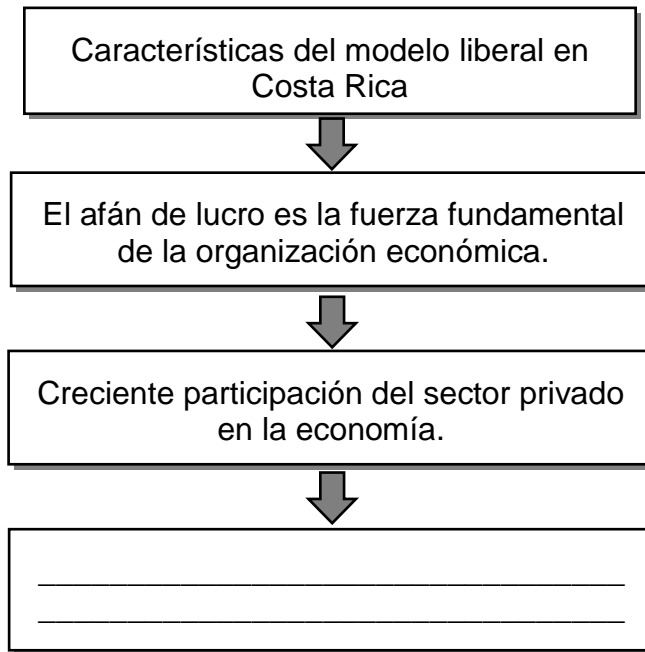 Características del modelo liberal en
Costa Rica
El afán de lucro es la fuerza fundamental
de la organización económica.
Creciente participación del sector privado
en la economía.